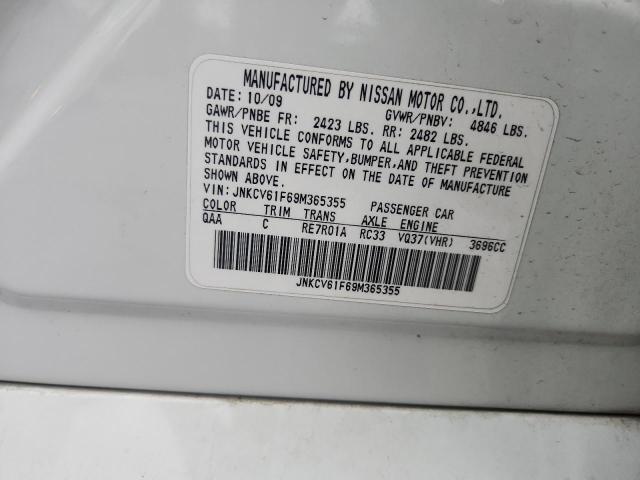 MANUFACTURED BY NISSAN MOTOR CO.,LTD.
DATE: 10/09 GVWR/PNBV: 4846 LBS.
GAWR/PNBE FR: 2423 LBS. RR: 2482 LBS.
THIS VEHICLE CONFORMS TO ALL APPLICABLE FEDERAL
MOTOR VEHICLE SAFETY,BUMPER,AND THEFT PREVENTION
STANDARDS IN EFFECT ON THE DATE OF MANUFACTURE
SHOWN ABOVE.
VIN: JNKCV61F69M365355 PASSENGER CAR
COLOR TRIM TRANS AXLE ENGINE
QAA C RE7R01A RC33 VQ37(VHR) 3696CC
JNKCV61F69M365355